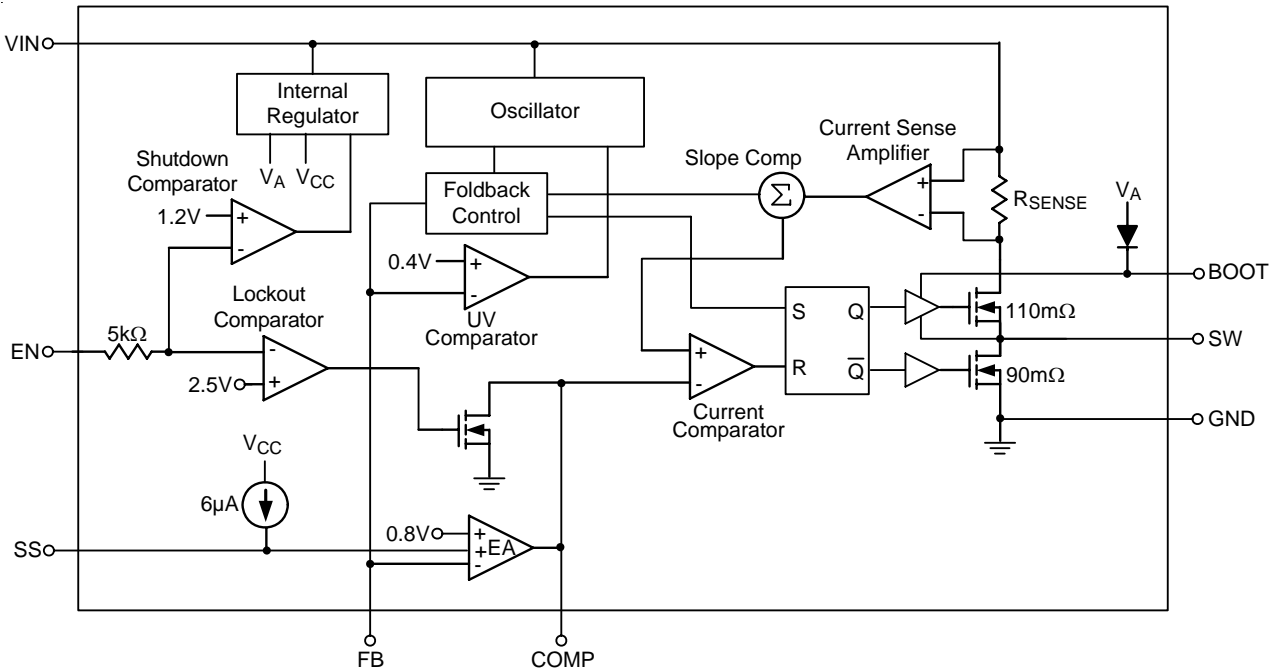 VIN
Internal
Regulator
Oscillator
Current Sense
Amplifier
Shutdown
Comparator
VA VCC
Slope Comp
Foldback
Control
Σ
+
-
RSENSE
VA
1.2V
+
-
0.4V
+
-
BOOT
Lockout
Comparator
UV
Comparator
S Q
110mΩ
EN
5kΩ
-
+
2.5V
+
-
R Q̅
SW
90mΩ
Current
Comparator
GND
VCC
6µA
0.8V
+
+
-
EA
SS
FB
COMP